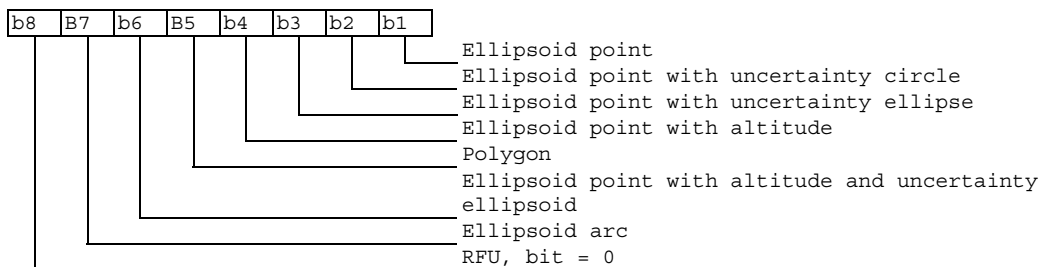 b8 B7 b6 B5 b4 b3 b2 b1
Ellipsoid point
Ellipsoid point with uncertainty circle
Ellipsoid point with uncertainty ellipse
Ellipsoid point with altitude
Polygon
Ellipsoid point with altitude and uncertainty
ellipsoid
Ellipsoid arc
RFU, bit = 0